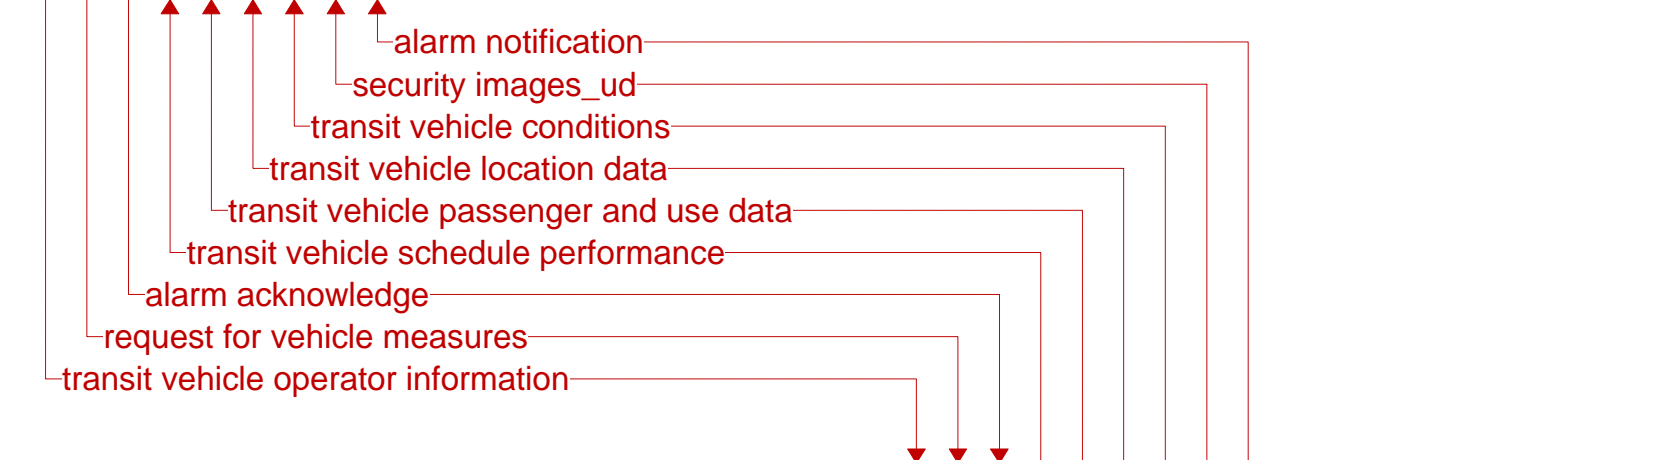 alarm notification
security images_ud
transit vehicle conditions
transit vehicle location data
transit vehicle passenger and use data
transit vehicle schedule performance
alarm acknowledge
request for vehicle measures
transit vehicle operator information